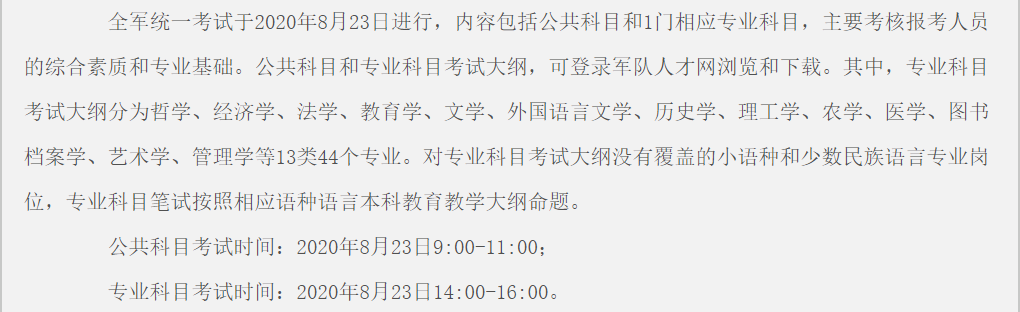 全军统一考试于2020年8月23日进行，内容包括公共科目和1门相应专业科目，主要考核报考人员
的综合素质和专业基础。公共科目和专业科目考试大纲，可登录军队人才网浏览和下载。其中，专业科目
考试大纲分为哲学、经济学、法学、教育学、文学、外国语言文学、历史学、理工学、农学、医学、图书
档案学、艺术学、管理学等13类44个专业。对专业科目考试大纲没有覆盖的小语种和少数民族语言专业岗
位，专业科目笔试按照相应语种语言本科教育教学大纲命题。
公共科目考试时间：2020年8月23日9:00-11:00；
专业科目考试时间：2020年8月23日14:00-16:00。